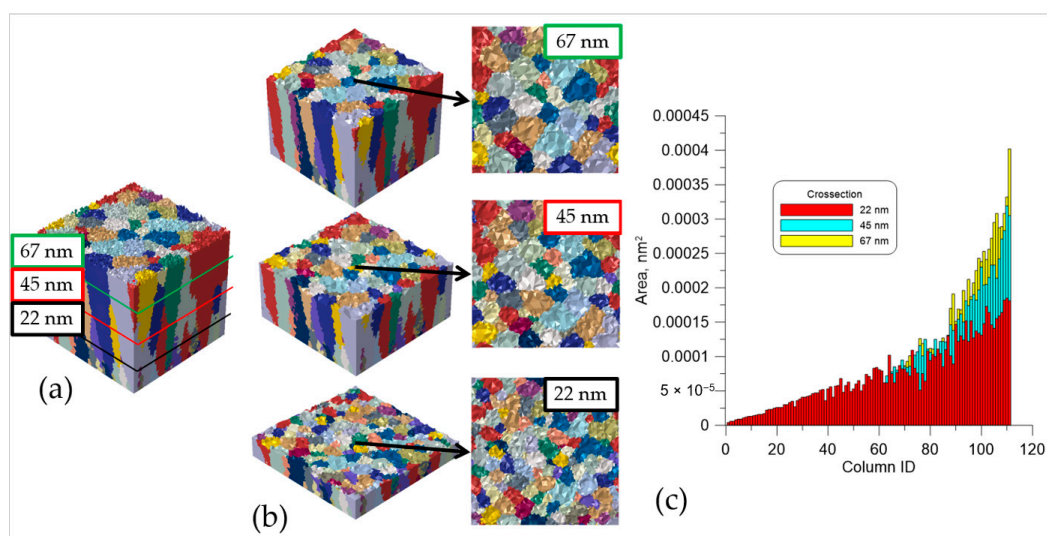 67 nm
45 nm
22 nm
(a)
67 nm
45 nm
22 nm
(b)
0.00045
0.0004
0.00035
0.0003
0.00025
0.0002
0.00015
0.0001
5 × 10⁻⁵
0
Area, nm²
Crossection
22 nm
45 nm
67 nm
0 20 40 60 80 100 120
Column ID
(c)